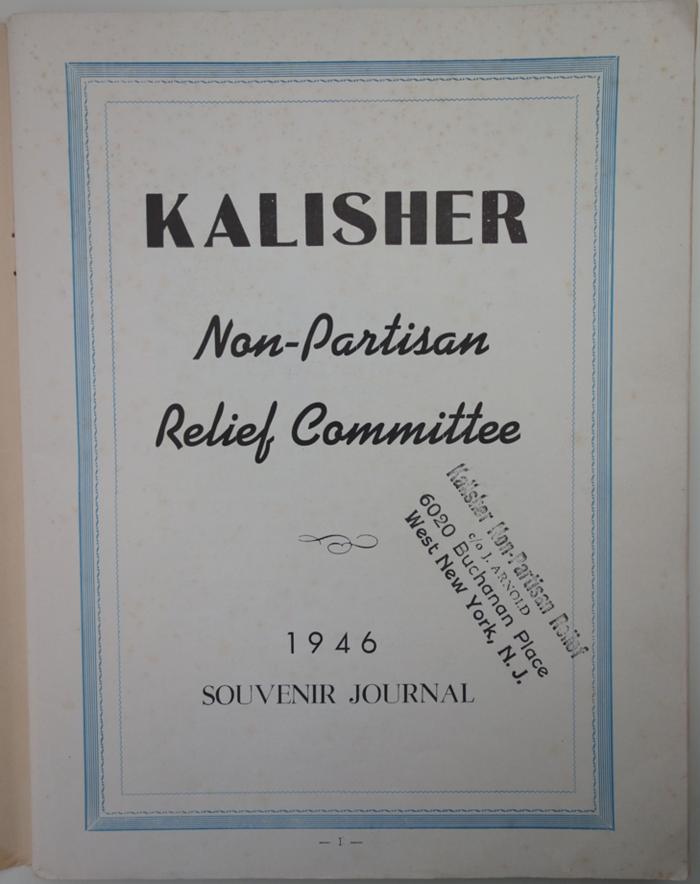 KALISHER
Non-Partisan
Relief Committee
Kalisher Non-Partisan Relief
c/o J. ARNOLD
6020 Buchanan Place
West New York, N. J.
1946
SOUVENIR JOURNAL
— 1 —